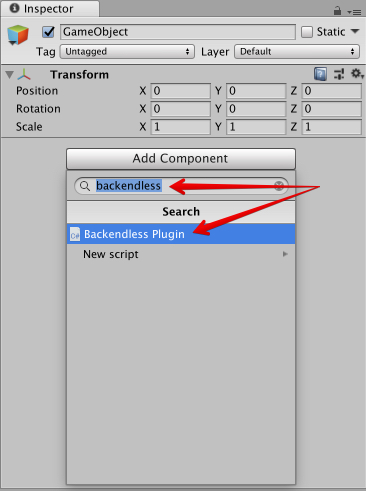 Inspector
GameObject Static
Tag Untagged Layer Default
Transform
Position X 0 Y 0 Z 0
Rotation X 0 Y 0 Z 0
Scale X 1 Y 1 Z 1
Add Component
backendless
Search
C# Backendless Plugin
New script